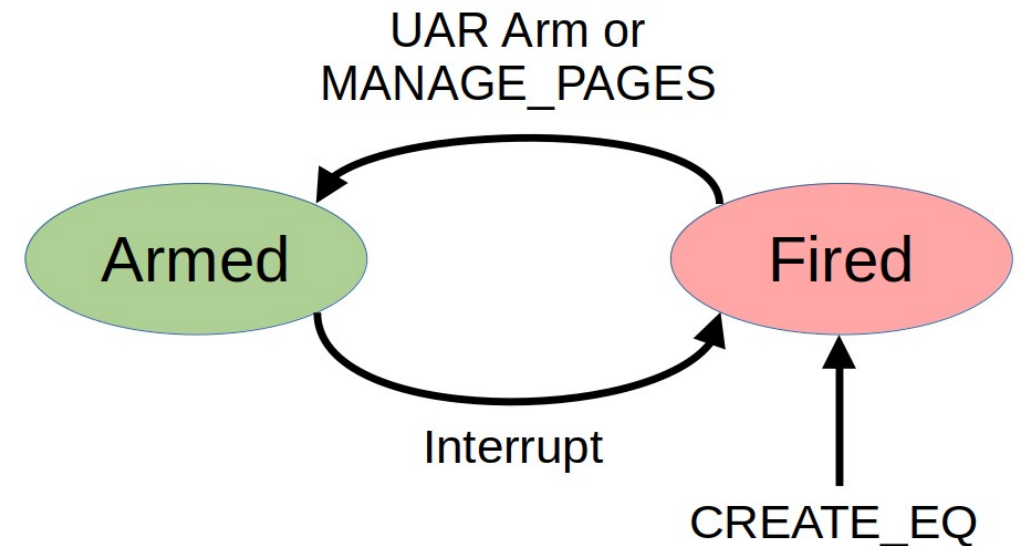 UAR Arm or
MANAGE_PAGES
Armed
Fired
Interrupt
CREATE_EQ